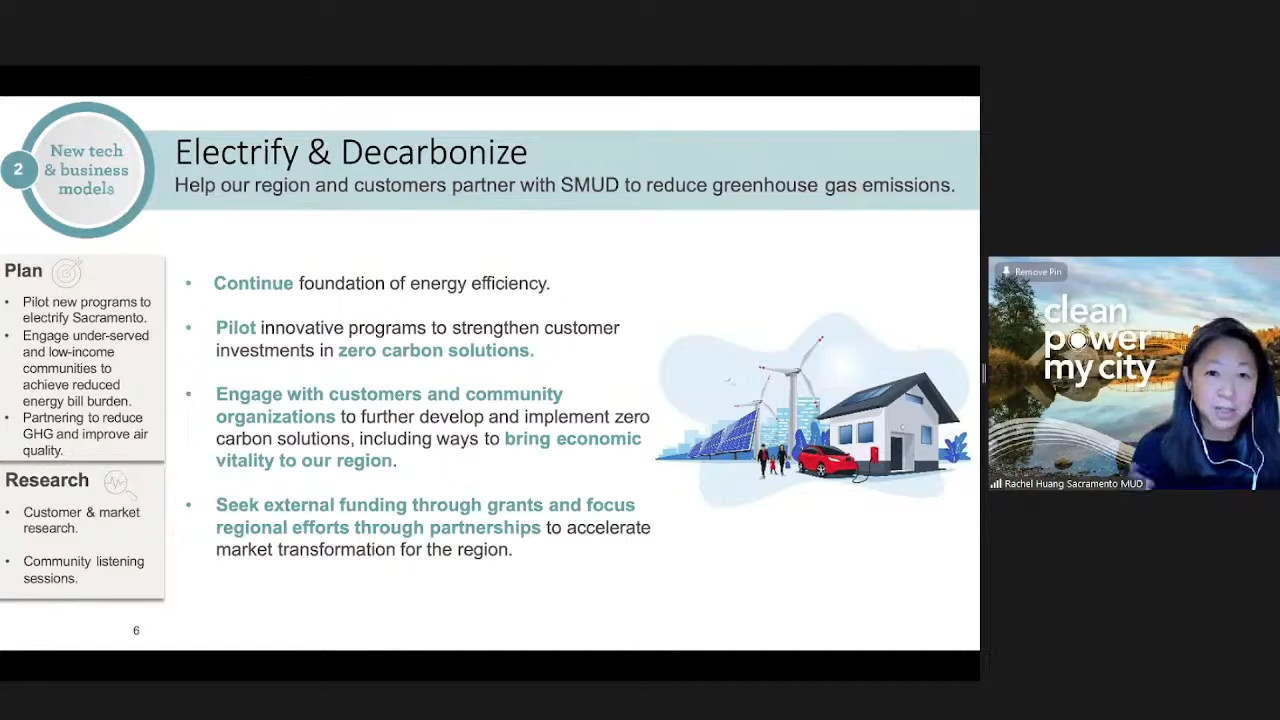 2
New tech
& business
models
Electrify & Decarbonize
Help our region and customers partner with SMUD to reduce greenhouse gas emissions.
Plan
• Pilot new programs to
electrify Sacramento.
• Engage under-served
and low-income
communities to
achieve reduced
energy bill burden.
• Partnering to reduce
GHG and improve air
quality.
Research
• Customer & market
research.
• Community listening
sessions.
• Continue foundation of energy efficiency.
• Pilot innovative programs to strengthen customer
investments in zero carbon solutions.
• Engage with customers and community
organizations to further develop and implement zero
carbon solutions, including ways to bring economic
vitality to our region.
• Seek external funding through grants and focus
regional efforts through partnerships to accelerate
market transformation for the region.
6
Remove Pin
clean
power
my city
Rachel Huang Sacramento MUD